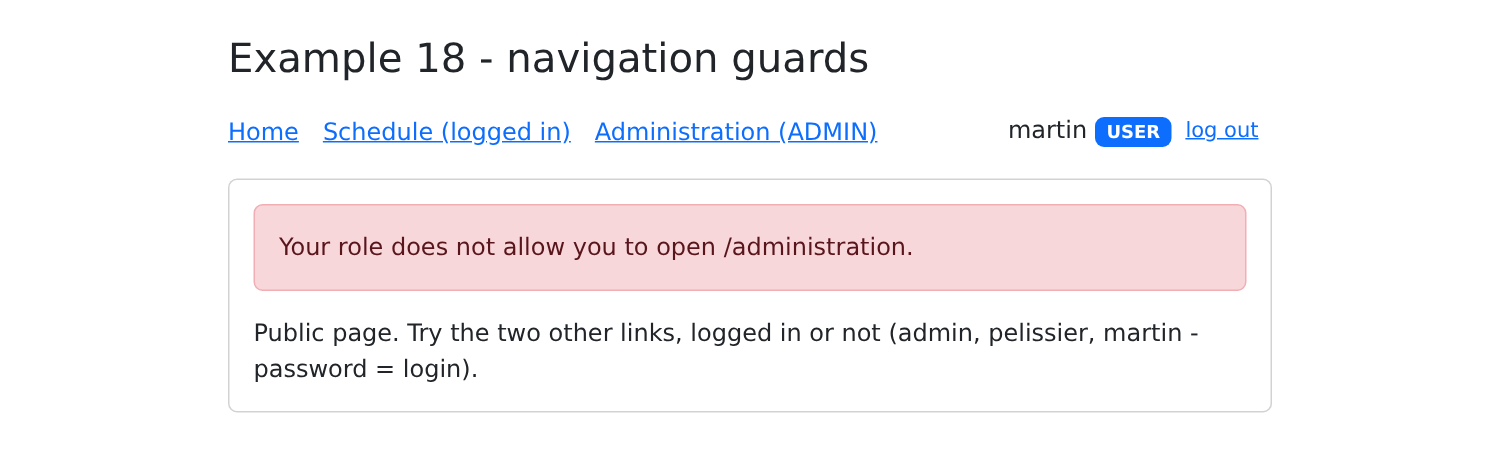 Example 18 - navigation guards
Home Schedule (logged in) Administration (ADMIN) martin USER log out
Your role does not allow you to open /administration.
Public page. Try the two other links, logged in or not (admin, pelissier, martin -
password = login).